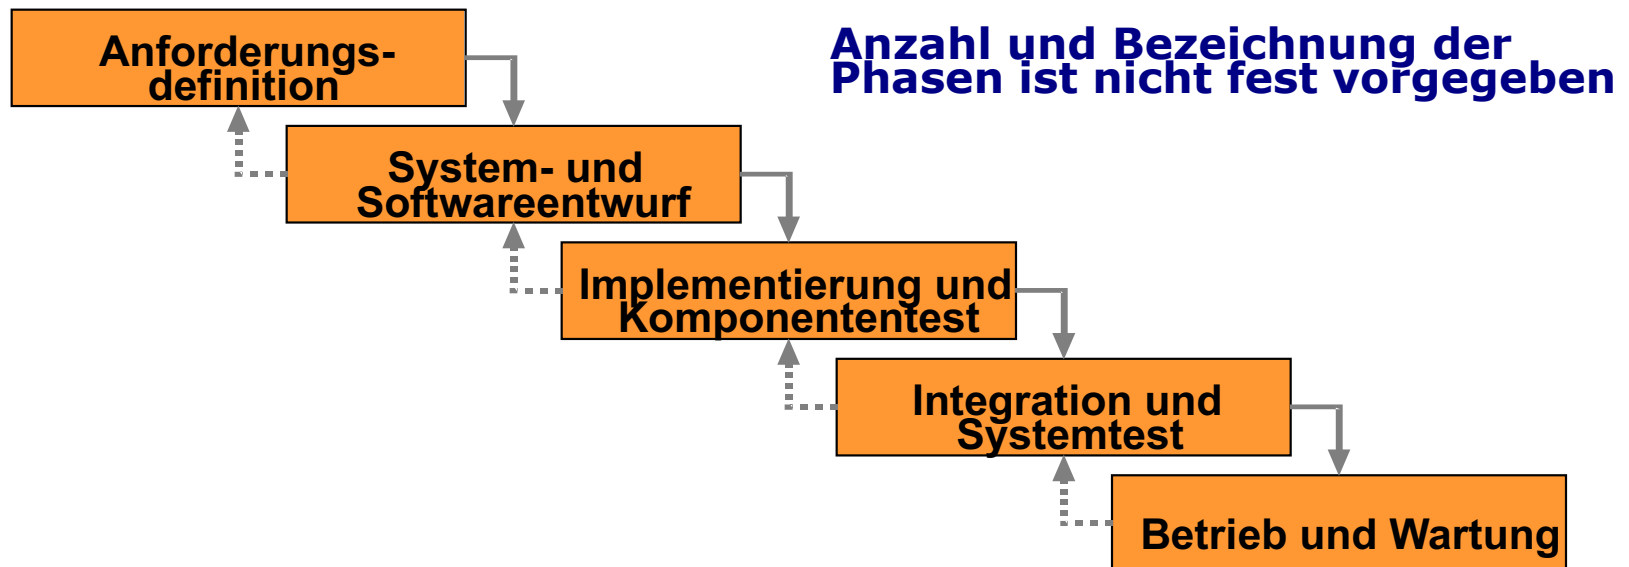 Anforderungs-
definition
Anzahl und Bezeichnung der
Phasen ist nicht fest vorgegeben
System- und
Softwareentwurf
Implementierung und
Komponententest
Integration und
Systemtest
Betrieb und Wartung